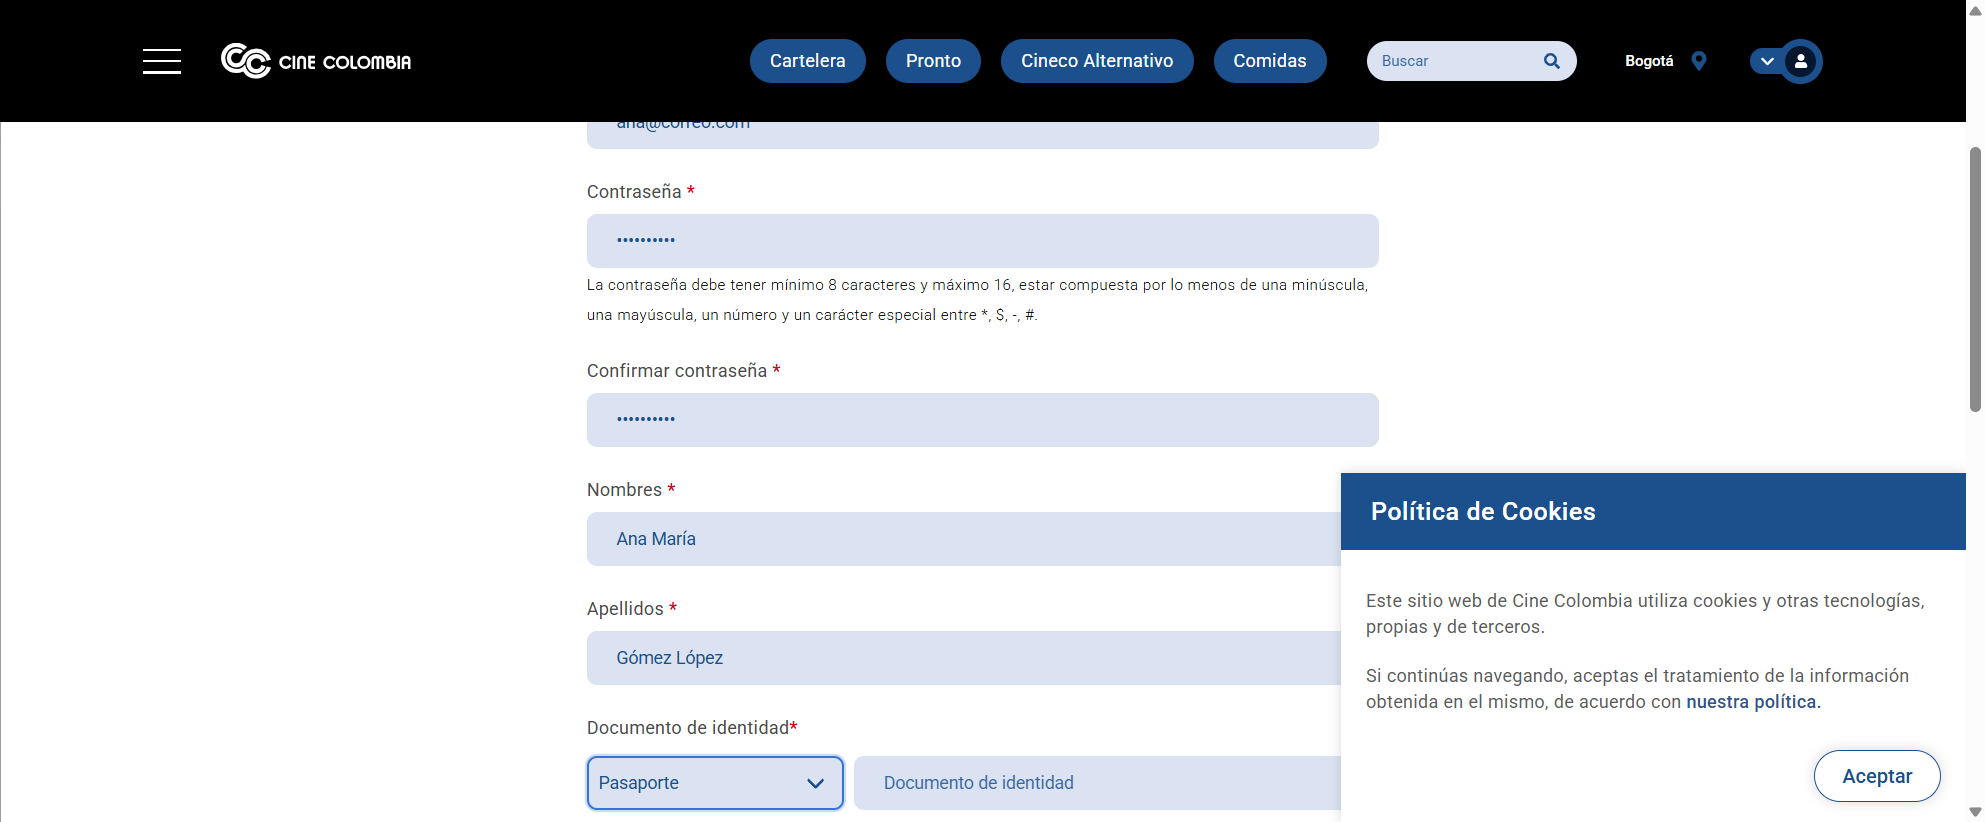 CINE COLOMBIA
Cartelera
Pronto
Cineco Alternativo
Comidas
Buscar
Bogotá
ana@correo.com
Contraseña *
••••••••••
La contraseña debe tener mínimo 8 caracteres y máximo 16, estar compuesta por lo menos de una minúscula,
una mayúscula, un número y un carácter especial entre *, $, -, #.
Confirmar contraseña *
••••••••••
Nombres *
Ana María
Apellidos *
Gómez López
Documento de identidad*
Pasaporte
Documento de identidad
Política de Cookies
Este sitio web de Cine Colombia utiliza cookies y otras tecnologías,
propias y de terceros.
Si continúas navegando, aceptas el tratamiento de la información
obtenida en el mismo, de acuerdo con nuestra política.
Aceptar